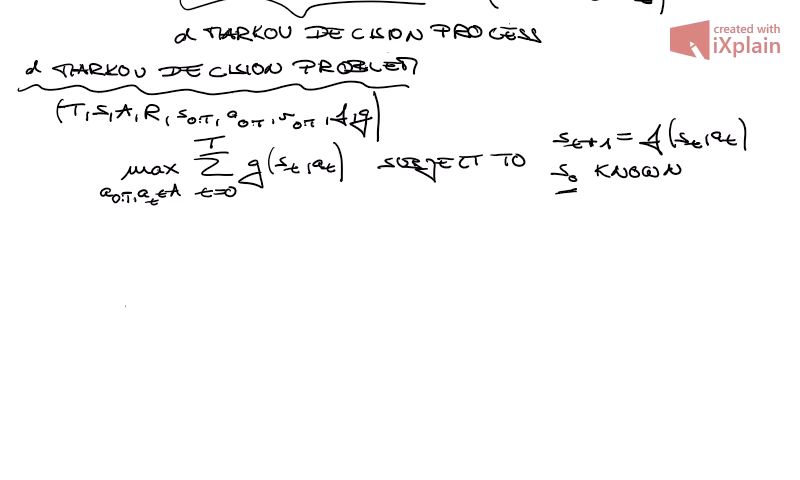 d MARKOV DECISION PROCESS
created with
iXplain
d MARKOV DECISION PROBLEM
(T, S, A, R, s₀:T, a₀:T, r₀:T, f, g)
max Σ g(sₜ, aₜ) SUBJECT TO sₜ₊₁ = f(sₜ, aₜ)
T
a₀:T, aₜ∈A t=0
s₀ KNOWN